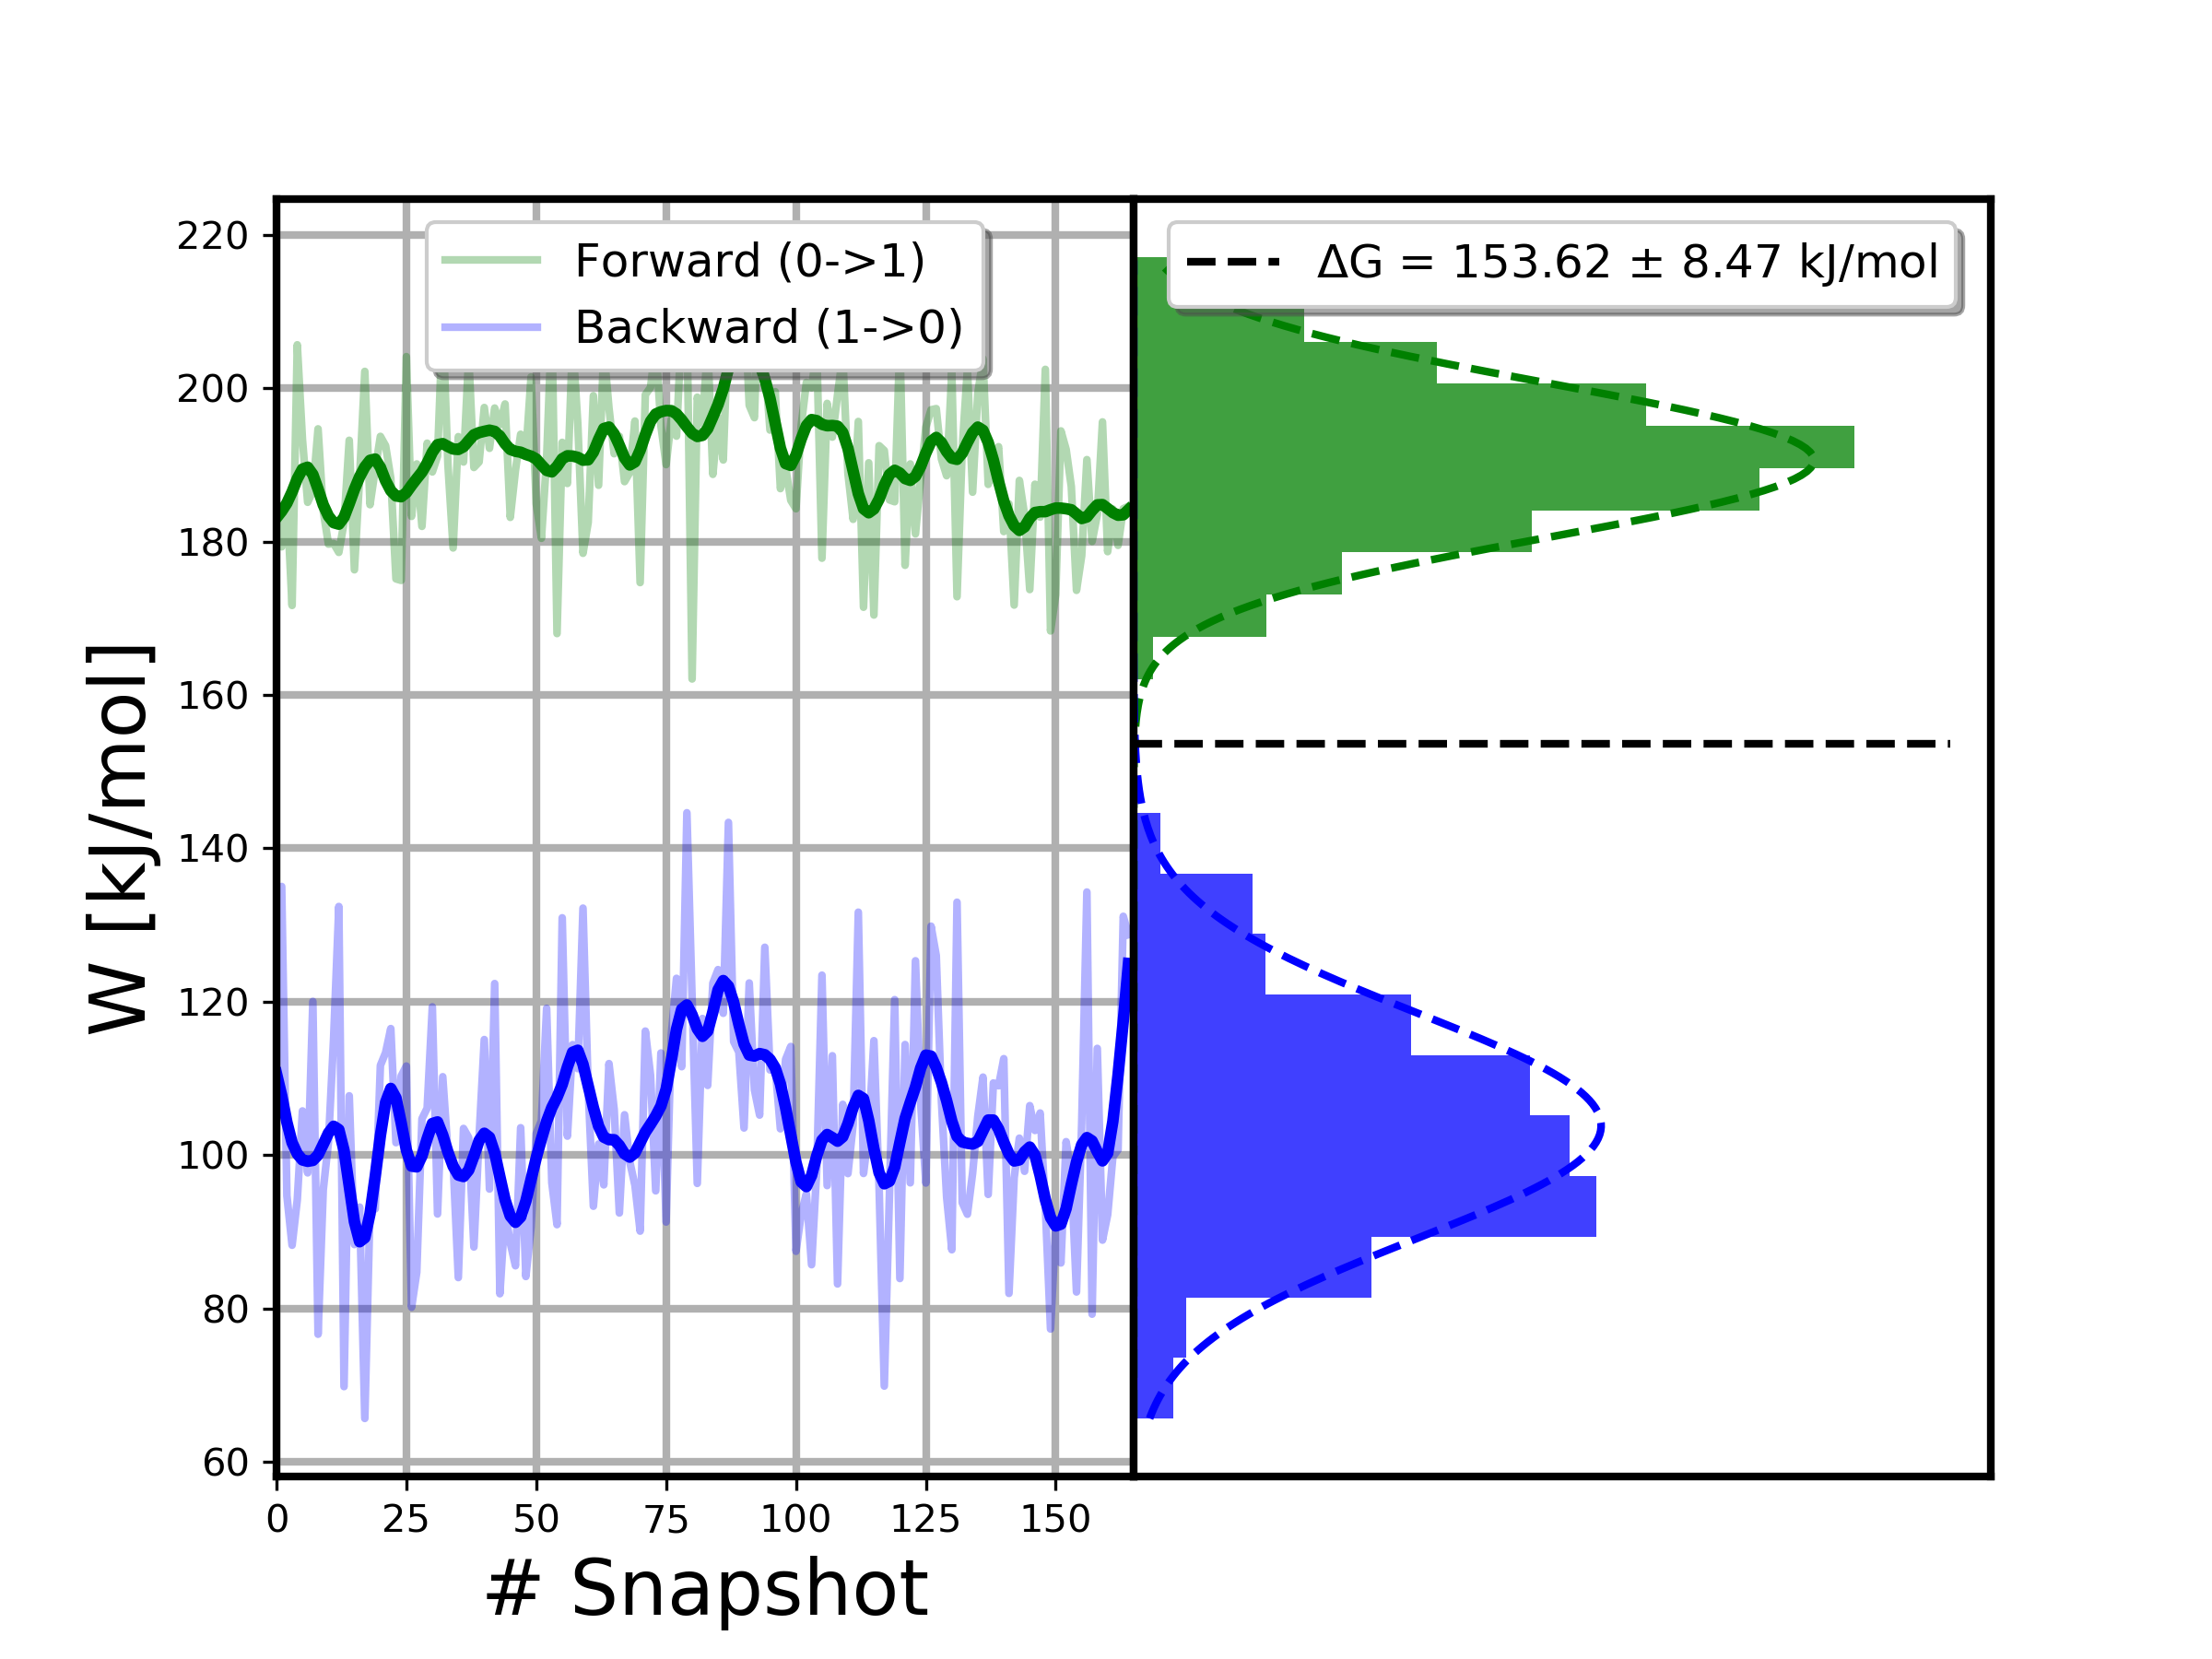 Forward (0->1)
Backward (1->0)
ΔG = 153.62 ± 8.47 kJ/mol
W [kJ/mol]
220
200
180
160
140
120
100
80
60
0 25 50 75 100 125 150
# Snapshot